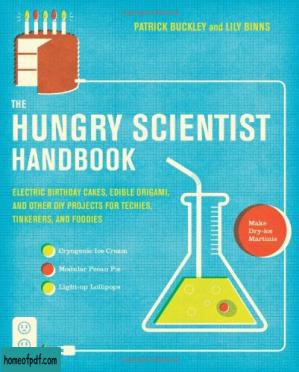 PATRICK BUCKLEY and LILY BINNS
THE
HUNGRY SCIENTIST
HANDBOOK
ELECTRIC BIRTHDAY CAKES, EDIBLE ORIGAMI,
AND OTHER DIY PROJECTS FOR TECHIES,
TINKERERS, AND FOODIES
Cryogenic Ice Cream
Modular Pecan Pie
Light-up Lollipops
Make
Dry-ice
Martinis
homeofpdf.com